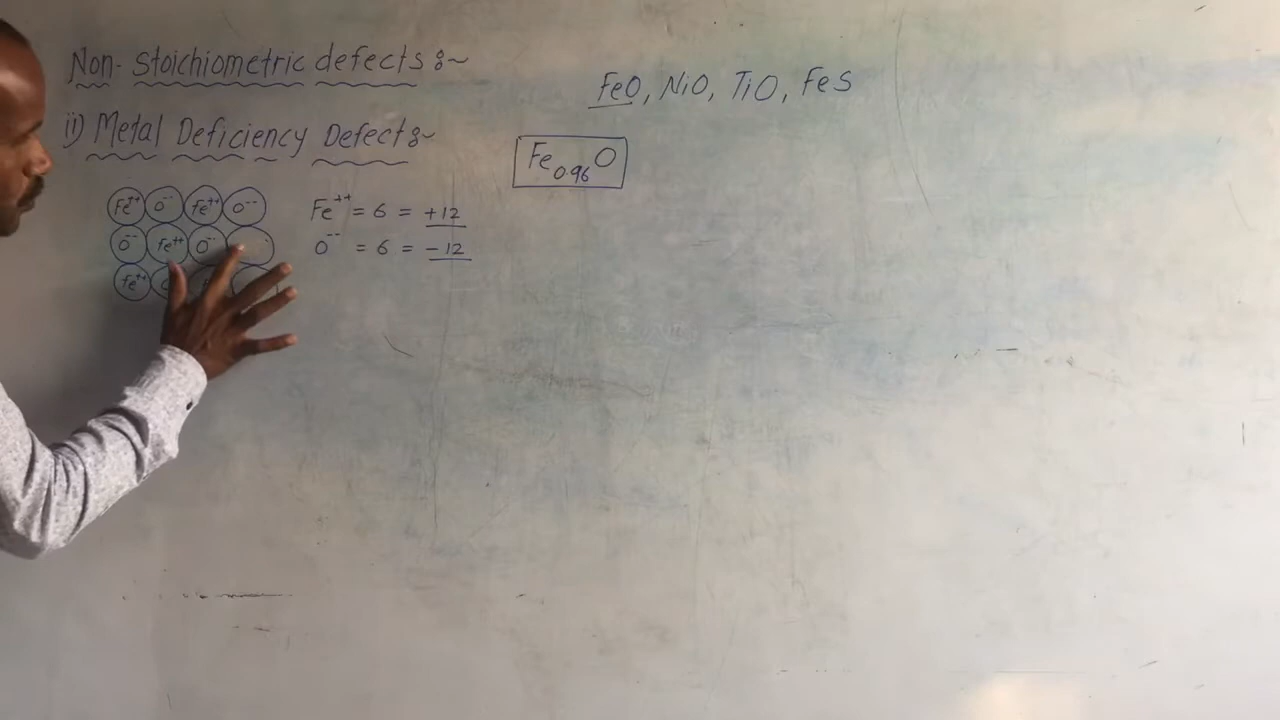 Non-Stoichiometric defects :~
FeO, NiO, TiO, FeS
ii) Metal Deficiency Defect :~
Fe0.96O
Fe++ O-- Fe++ O--
O-- Fe++ O--
Fe++
Fe++ = 6 = +12
O-- = 6 = -12